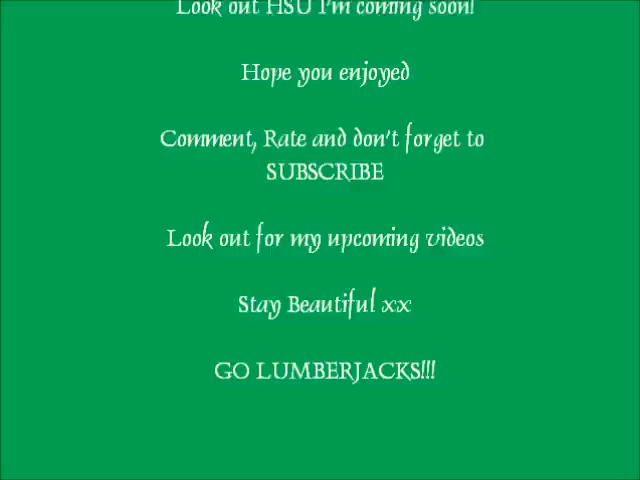 Look out HSU I'm coming soon!
Hope you enjoyed
Comment, Rate and don't forget to
SUBSCRIBE
Look out for my upcoming videos
Stay Beautiful xx
GO LUMBERJACKS!!!